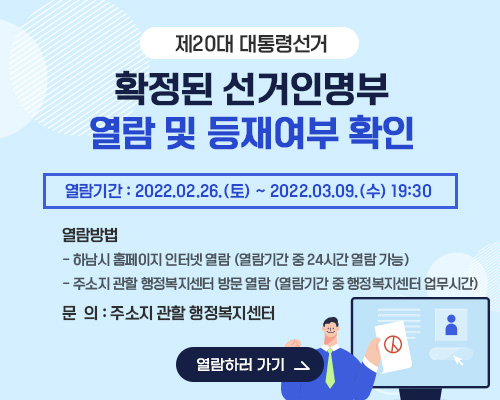 제20대 대통령선거
확정된 선거인명부
열람 및 등재여부 확인
열람기간 : 2022.02.26.(토) ~ 2022.03.09.(수) 19:30
열람방법
- 하남시 홈페이지 인터넷 열람 (열람기간 중 24시간 열람 가능)
- 주소지 관할 행정복지센터 방문 열람 (열람기간 중 행정복지센터 업무시간)
문 의 : 주소지 관할 행정복지센터
열람하러 가기